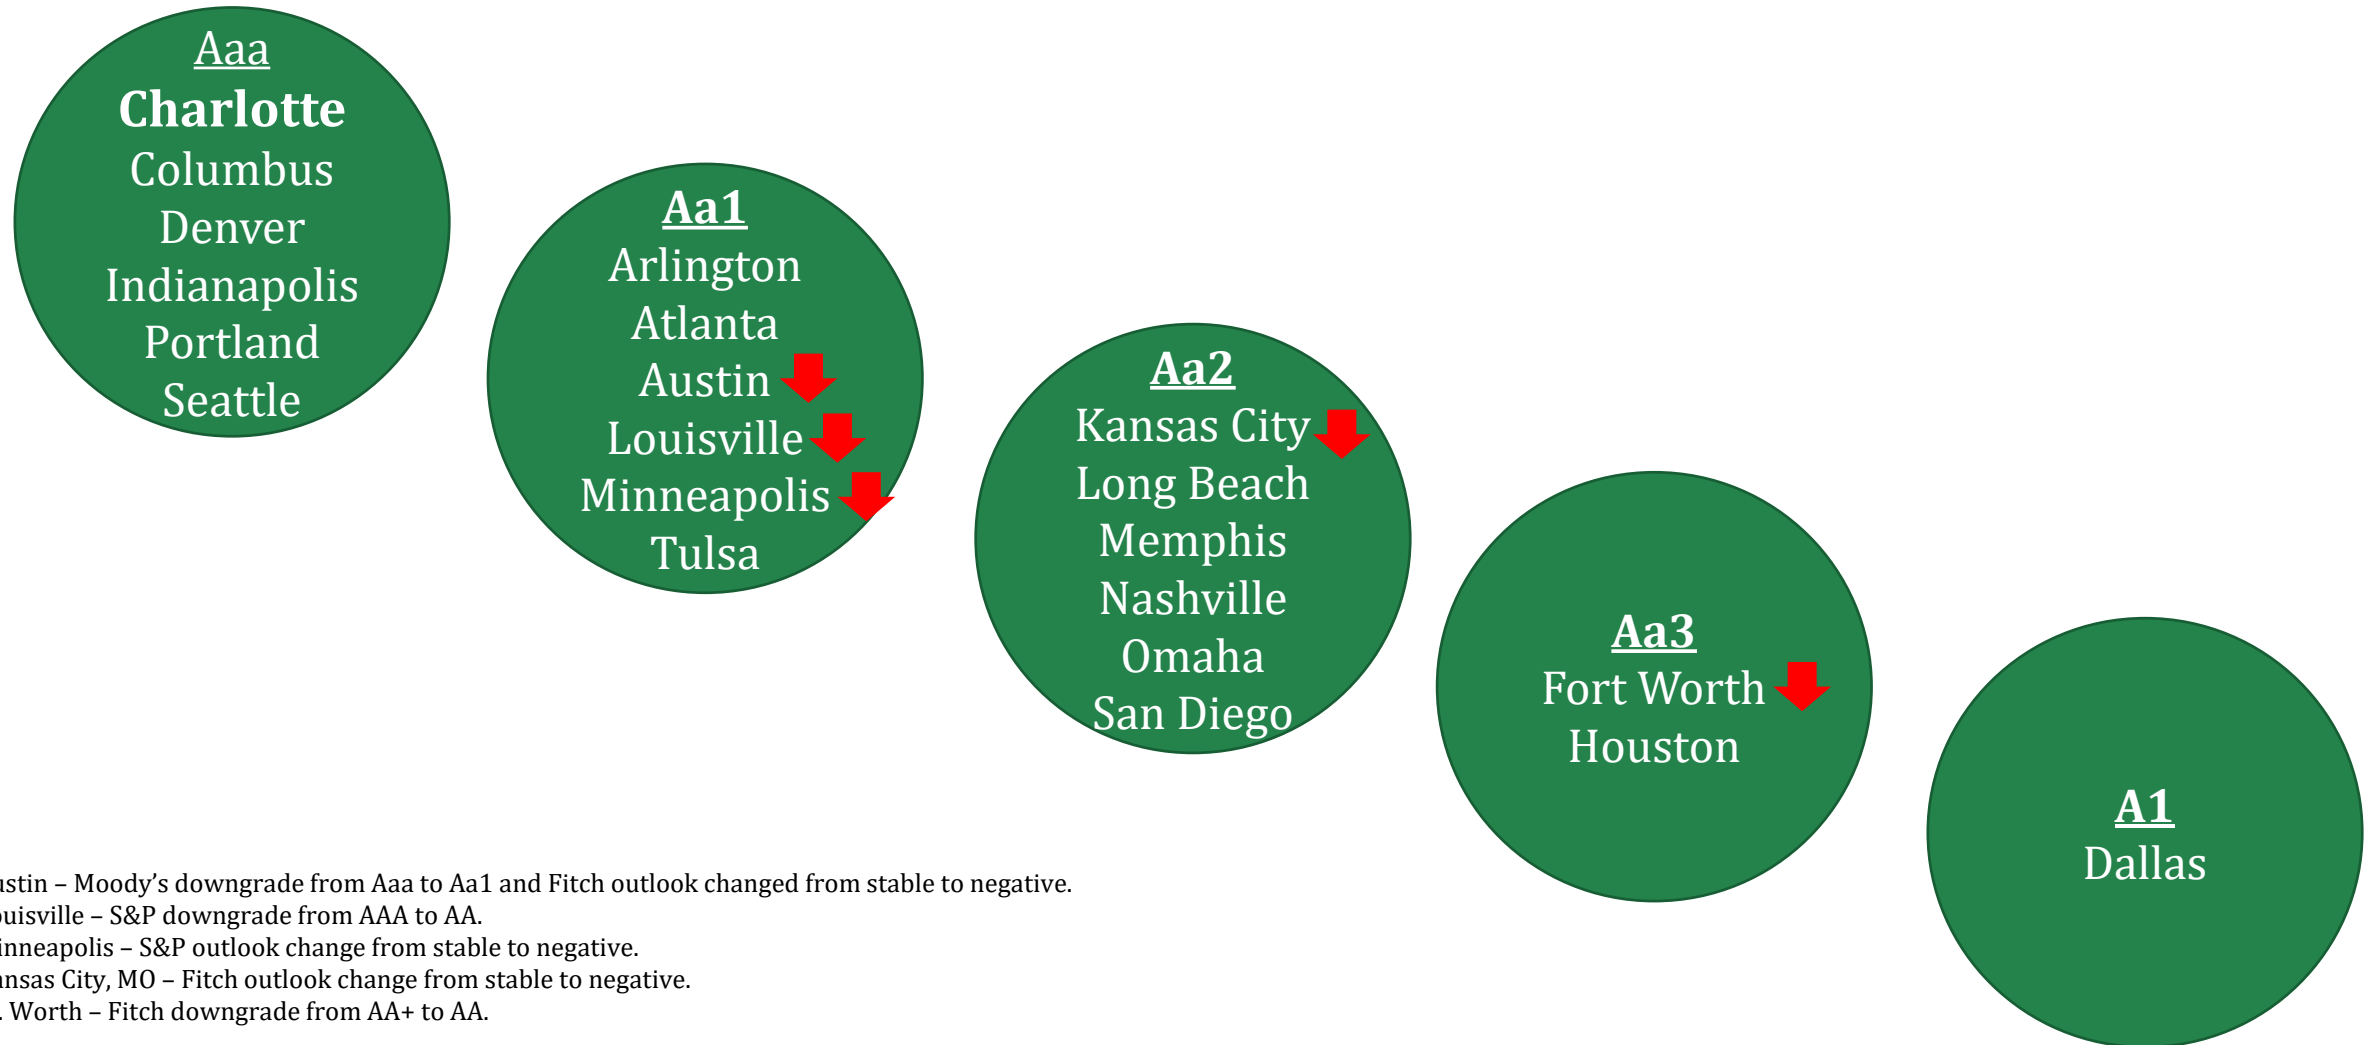 Aaa
Charlotte
Columbus
Denver
Indianapolis
Portland
Seattle
Aa1
Arlington
Atlanta
Austin
Louisville
Minneapolis
Tulsa
Aa2
Kansas City
Long Beach
Memphis
Nashville
Omaha
San Diego
Aa3
Fort Worth
Houston
A1
Dallas
ustin – Moody’s downgrade from Aaa to Aa1 and Fitch outlook changed from stable to negative.
ouisville – S&P downgrade from AAA to AA.
inneapolis – S&P outlook change from stable to negative.
ansas City, MO – Fitch outlook change from stable to negative.
. Worth – Fitch downgrade from AA+ to AA.